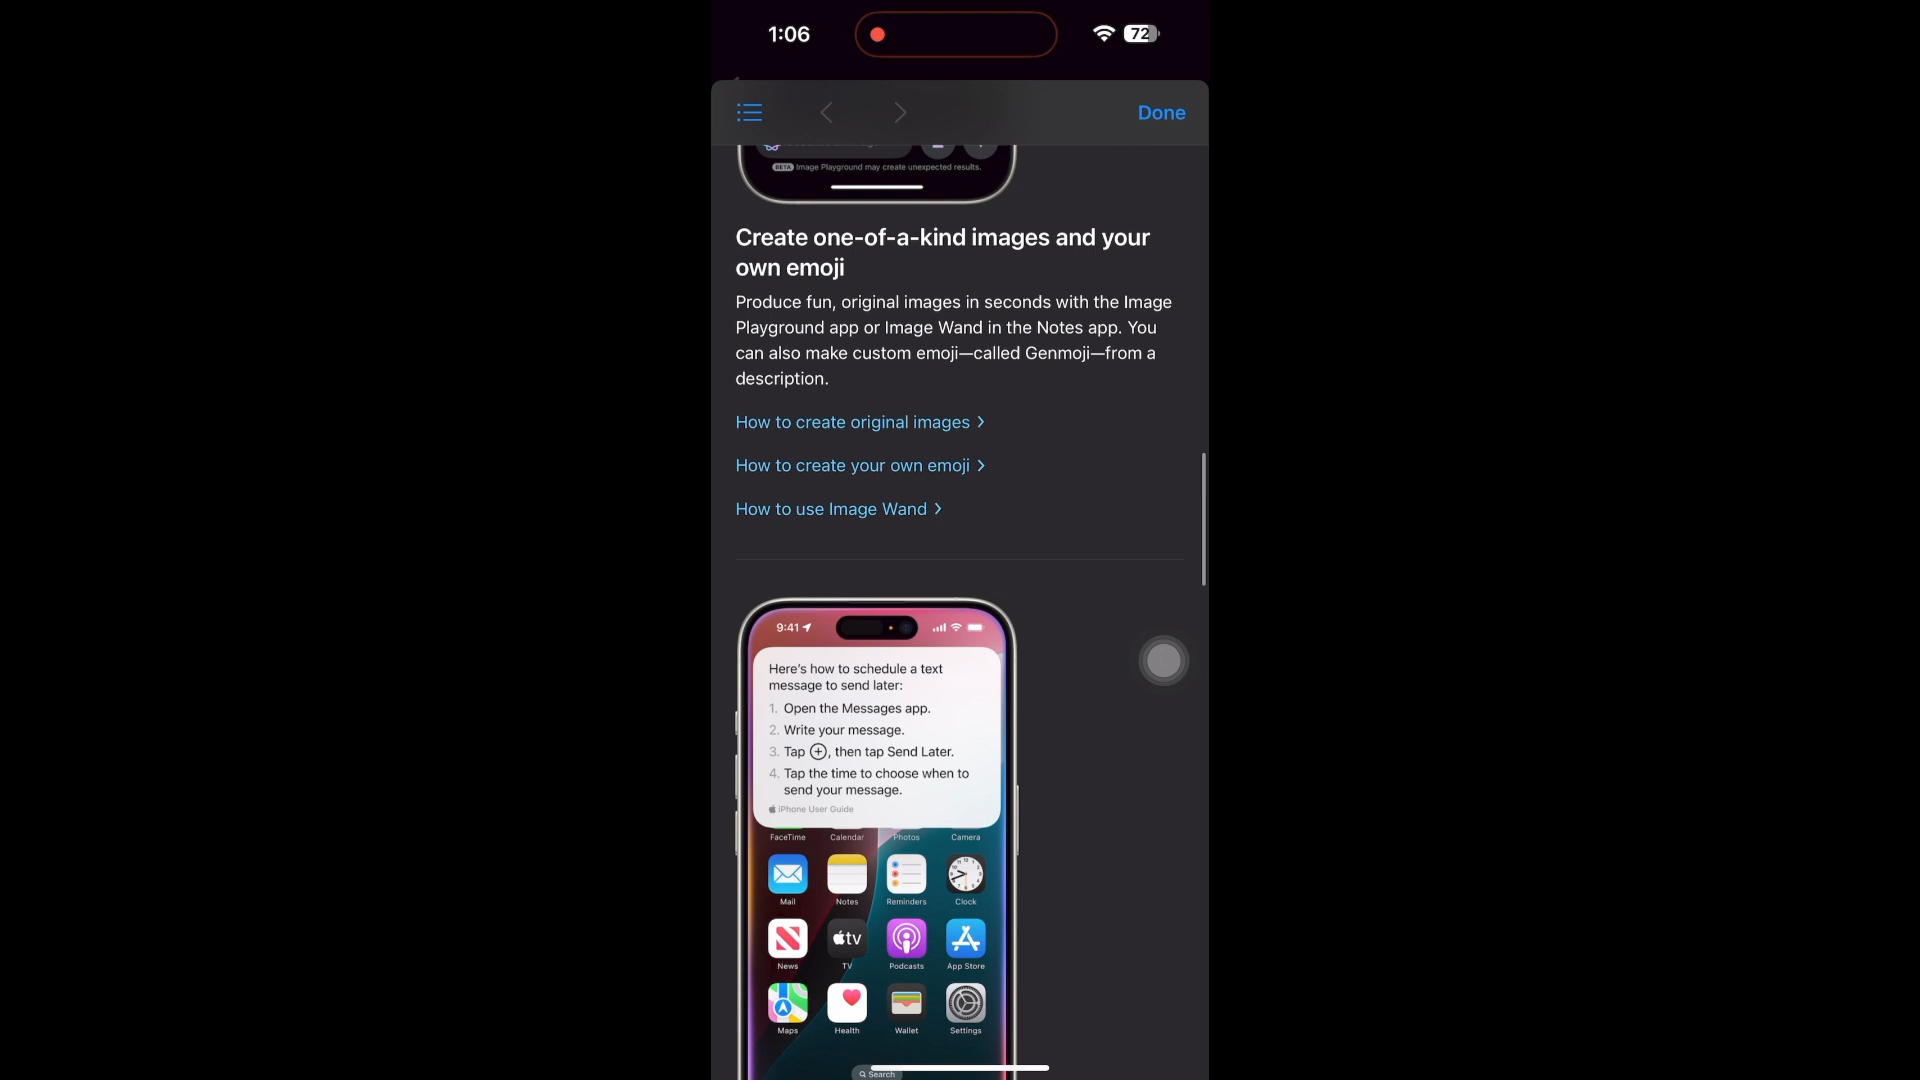 1:06
72
Done
BETA Image Playground may create unexpected results.
Create one-of-a-kind images and your
own emoji
Produce fun, original images in seconds with the Image
Playground app or Image Wand in the Notes app. You
can also make custom emoji—called Genmoji—from a
description.
How to create original images
How to create your own emoji
How to use Image Wand
9:41
Here's how to schedule a text
message to send later:
1. Open the Messages app.
2. Write your message.
3. Tap , then tap Send Later.
4. Tap the time to choose when to
send your message.
iPhone User Guide
FaceTime Calendar Photos Camera
Mail Notes Reminders Clock
tv
News TV Podcasts App Store
Maps Health Wallet Settings
Search